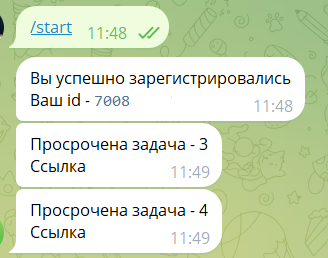 /start 11:48
Вы успешно зарегистрировались
Ваш id - 7008 11:48
Просрочена задача - 3
Ссылка 11:49
Просрочена задача - 4
Ссылка 11:49